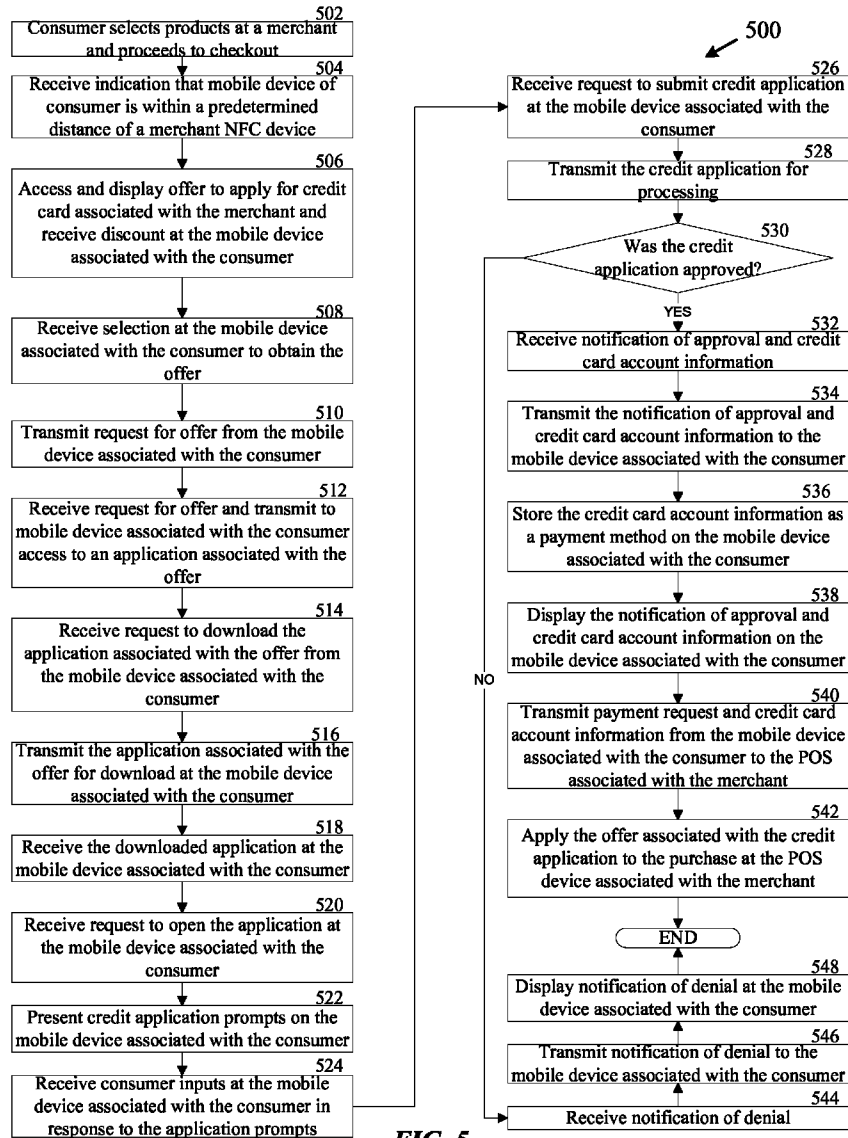 502
Consumer selects products at a merchant
and proceeds to checkout
504
Receive indication that mobile device of
consumer is within a predetermined
distance of a merchant NFC device
506
Access and display offer to apply for credit
card associated with the merchant and
receive discount at the mobile device
associated with the consumer
508
Receive selection at the mobile device
associated with the consumer to obtain the
offer
510
Transmit request for offer from the mobile
device associated with the consumer
512
Receive request for offer and transmit to
mobile device associated with the consumer
access to an application associated with the
offer
514
Receive request to download the
application associated with the offer from
the mobile device associated with the
consumer
516
Transmit the application associated with the
offer for download at the mobile device
associated with the consumer
518
Receive the downloaded application at the
mobile device associated with the consumer
520
Receive request to open the application at
the mobile device associated with the
consumer
522
Present credit application prompts on the
mobile device associated with the consumer
524
Receive consumer inputs at the mobile
device associated with the consumer in
response to the application prompts
500
526
Receive request to submit credit application
at the mobile device associated with the
consumer
528
Transmit the credit application for
processing
530
Was the credit
application approved?
YES
532
Receive notification of approval and credit
card account information
534
Transmit the notification of approval and
credit card account information to the
mobile device associated with the consumer
536
Store the credit card account information as
a payment method on the mobile device
associated with the consumer
538
Display the notification of approval and
credit card account information on the
mobile device associated with the consumer
NO
540
Transmit payment request and credit card
account information from the mobile device
associated with the consumer to the POS
associated with the merchant
542
Apply the offer associated with the credit
application to the purchase at the POS
device associated with the merchant
END
548
Display notification of denial at the mobile
device associated with the consumer
546
Transmit notification of denial to the
mobile device associated with the consumer
544
Receive notification of denial
FIG. 5